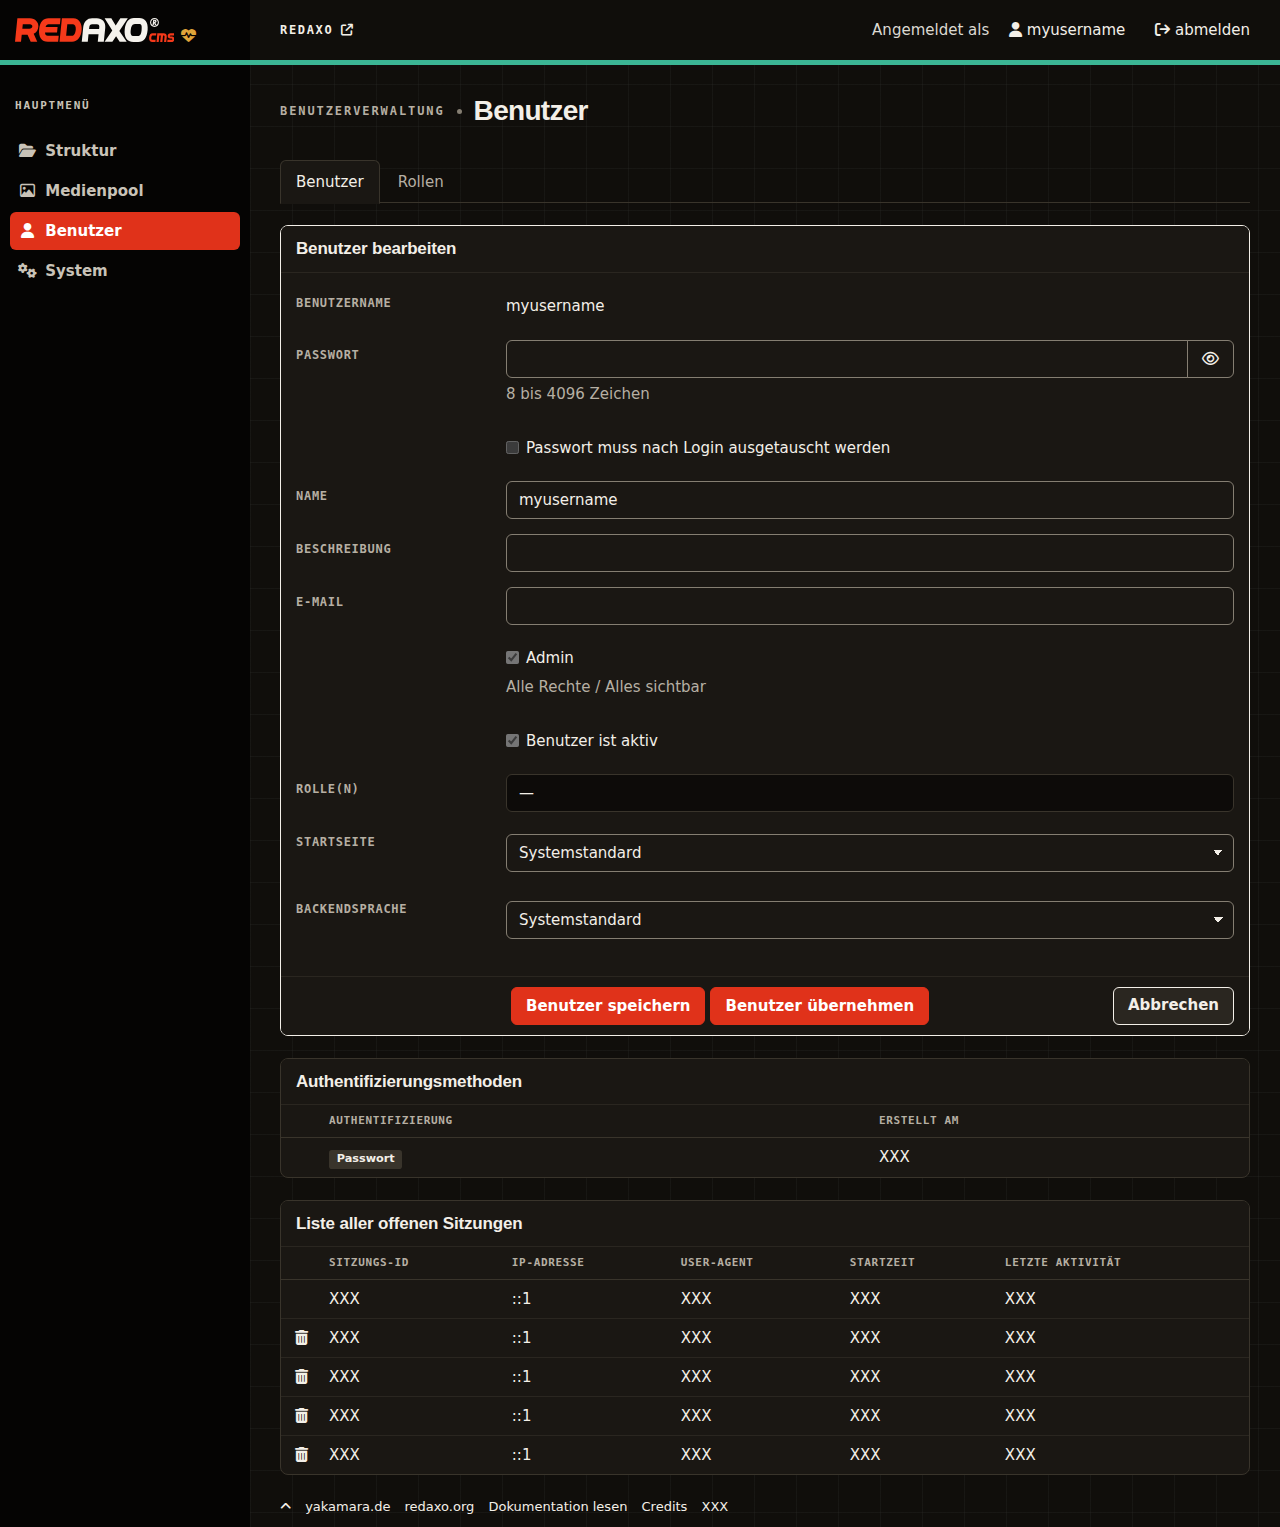 REDAXO® cms
REDAXO
Angemeldet als myusername abmelden
HAUPTMENÜ
Struktur
Medienpool
Benutzer
System
BENUTZERVERWALTUNG • Benutzer
Benutzer Rollen
Benutzer bearbeiten
BENUTZERNAME myusername
PASSWORT
8 bis 4096 Zeichen
Passwort muss nach Login ausgetauscht werden
NAME myusername
BESCHREIBUNG
E-MAIL
Admin
Alle Rechte / Alles sichtbar
Benutzer ist aktiv
ROLLE(N) —
STARTSEITE Systemstandard
BACKENDSPRACHE Systemstandard
Benutzer speichern Benutzer übernehmen Abbrechen
Authentifizierungsmethoden
AUTHENTIFIZIERUNG ERSTELLT AM
Passwort XXX
Liste aller offenen Sitzungen
SITZUNGS-ID IP-ADRESSE USER-AGENT STARTZEIT LETZTE AKTIVITÄT
XXX ::1 XXX XXX XXX
XXX ::1 XXX XXX XXX
XXX ::1 XXX XXX XXX
XXX ::1 XXX XXX XXX
XXX ::1 XXX XXX XXX
yakamara.de redaxo.org Dokumentation lesen Credits XXX